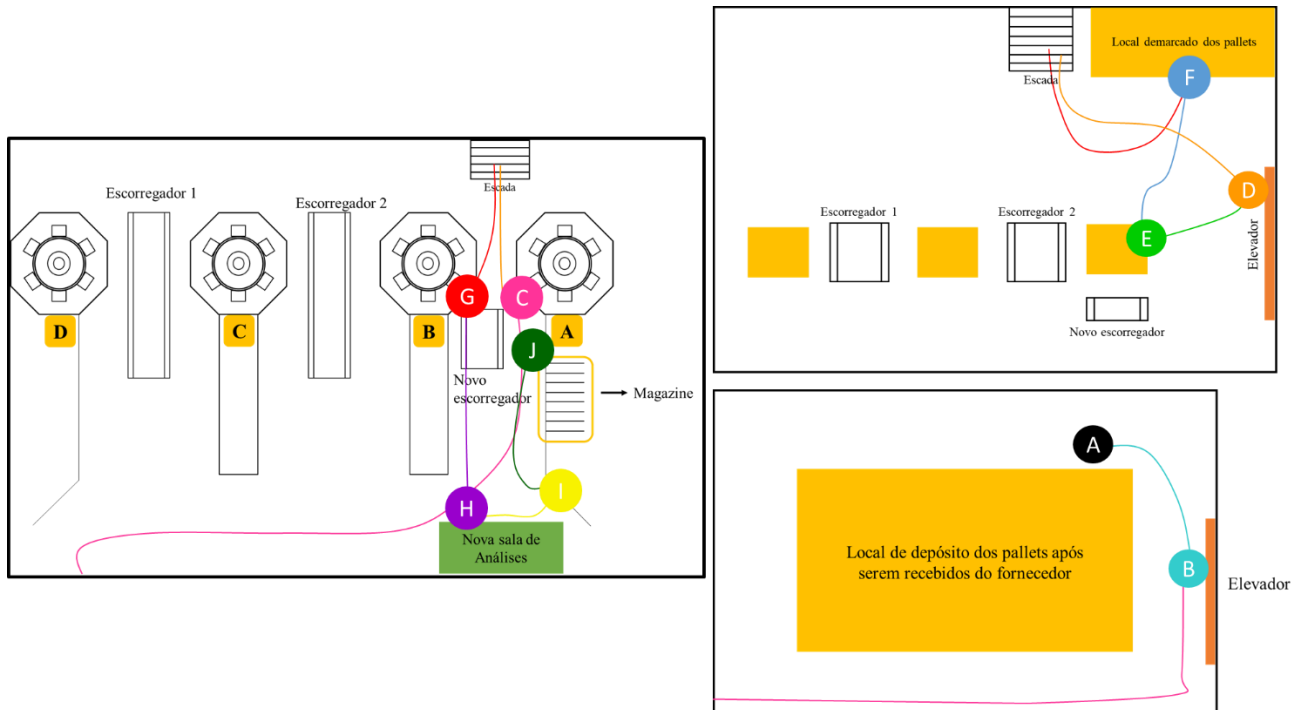 Escada
Escorregador 1
Escorregador 2
G
C
D
C
B
A
J
Novo
escorregador
Magazine
H
I
Nova sala de
Análises
Local demarcado dos pallets
F
Escada
D
Escorregador 1
Escorregador 2
E
Elevador
Novo escorregador
A
Local de depósito dos pallets após
serem recebidos do fornecedor
B
Elevador